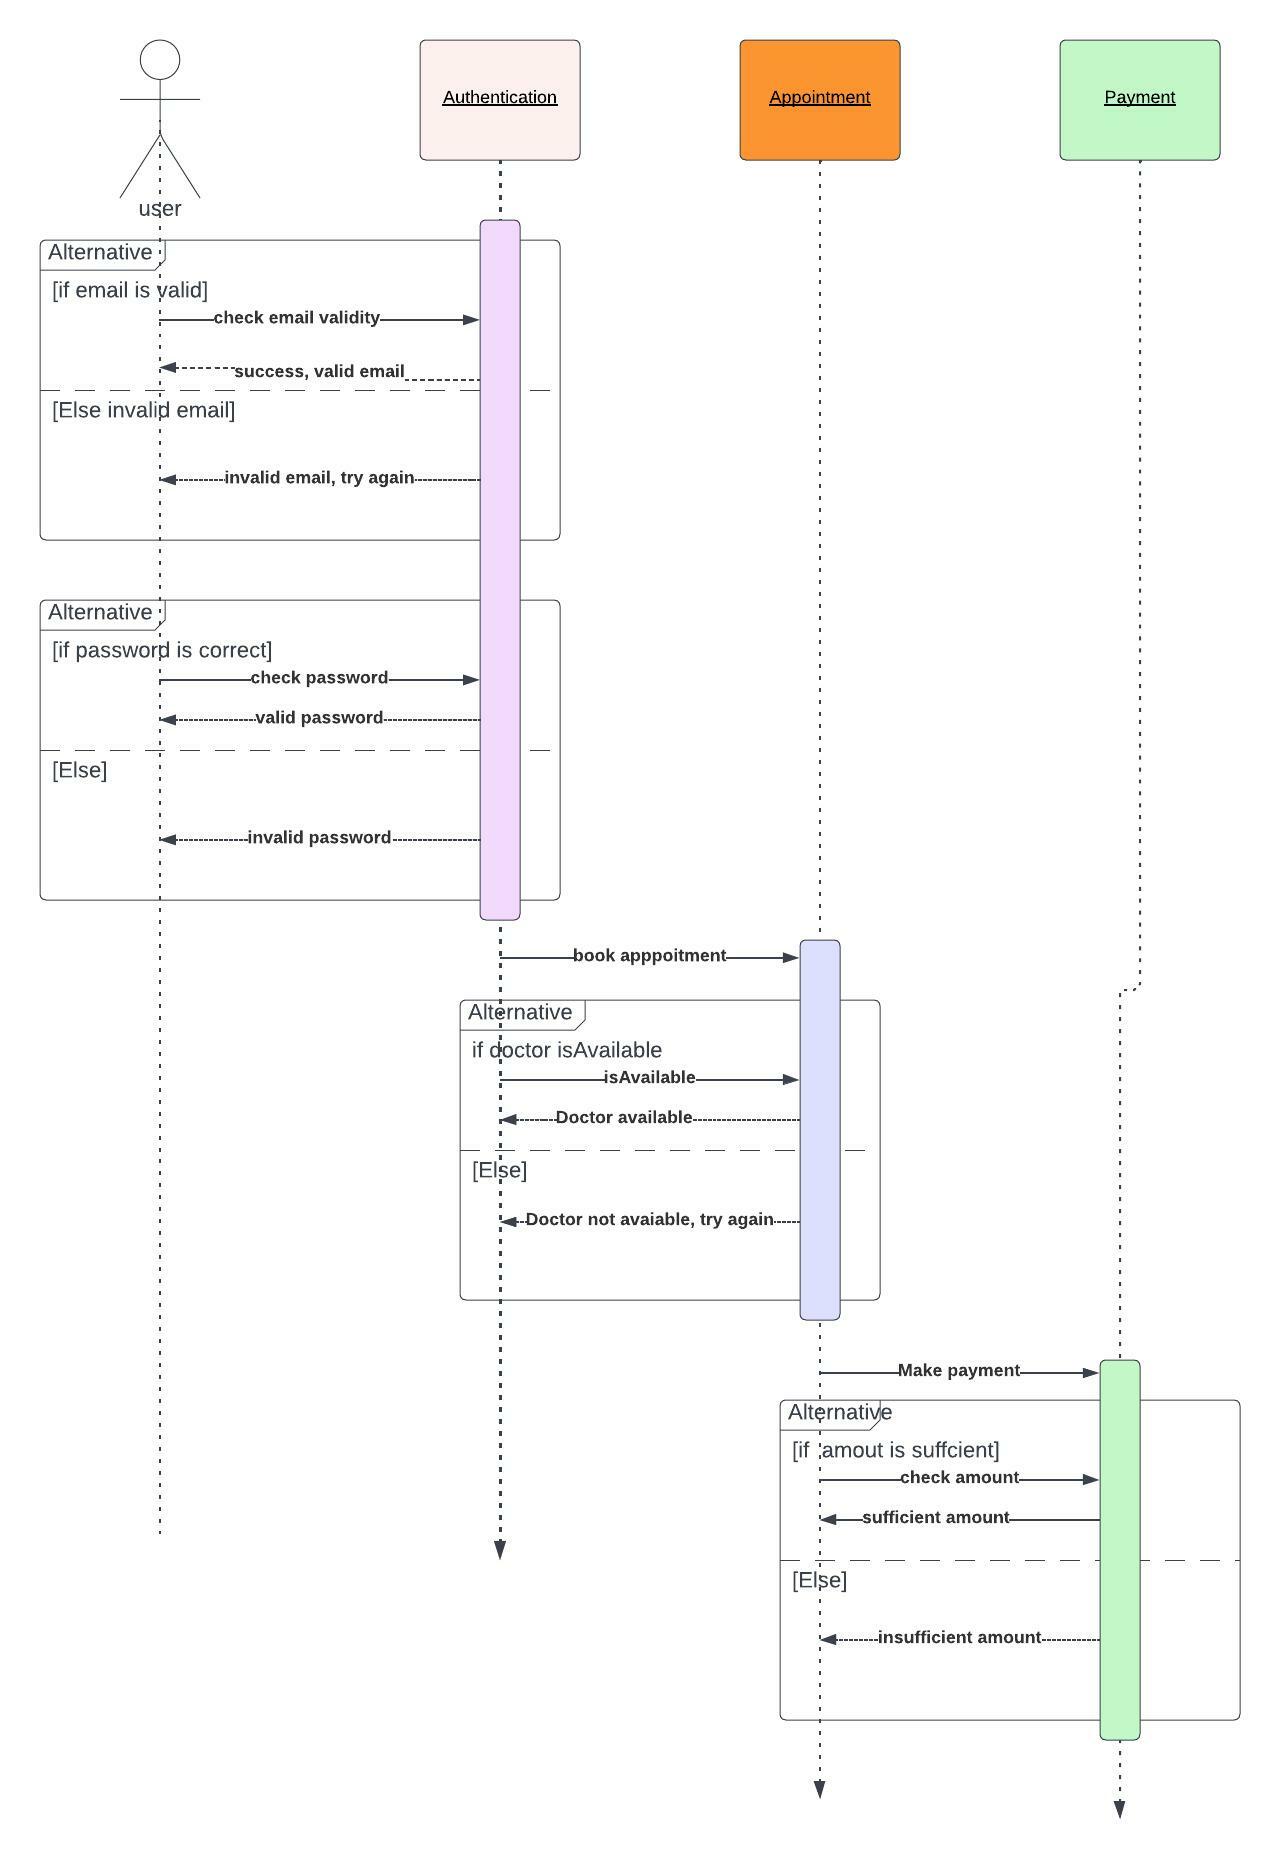 Authentication
Appointment
Payment
user
Alternative
[if email is valid]
check email validity
success, valid email
[Else invalid email]
invalid email, try again
Alternative
[if password is correct]
check password
valid password
[Else]
invalid password
book apppoitment
Alternative
if doctor isAvailable
isAvailable
Doctor available
[Else]
Doctor not avaiable, try again
Make payment
Alternative
[if  amout is suffcient]
check amount
sufficient amount
[Else]
insufficient amount